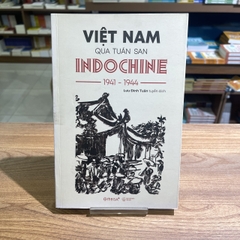 VIỆT NAM
QUA TUẦN SAN
INDOCHINE
1941 - 1944
Lưu Đình Tuân tuyển dịch